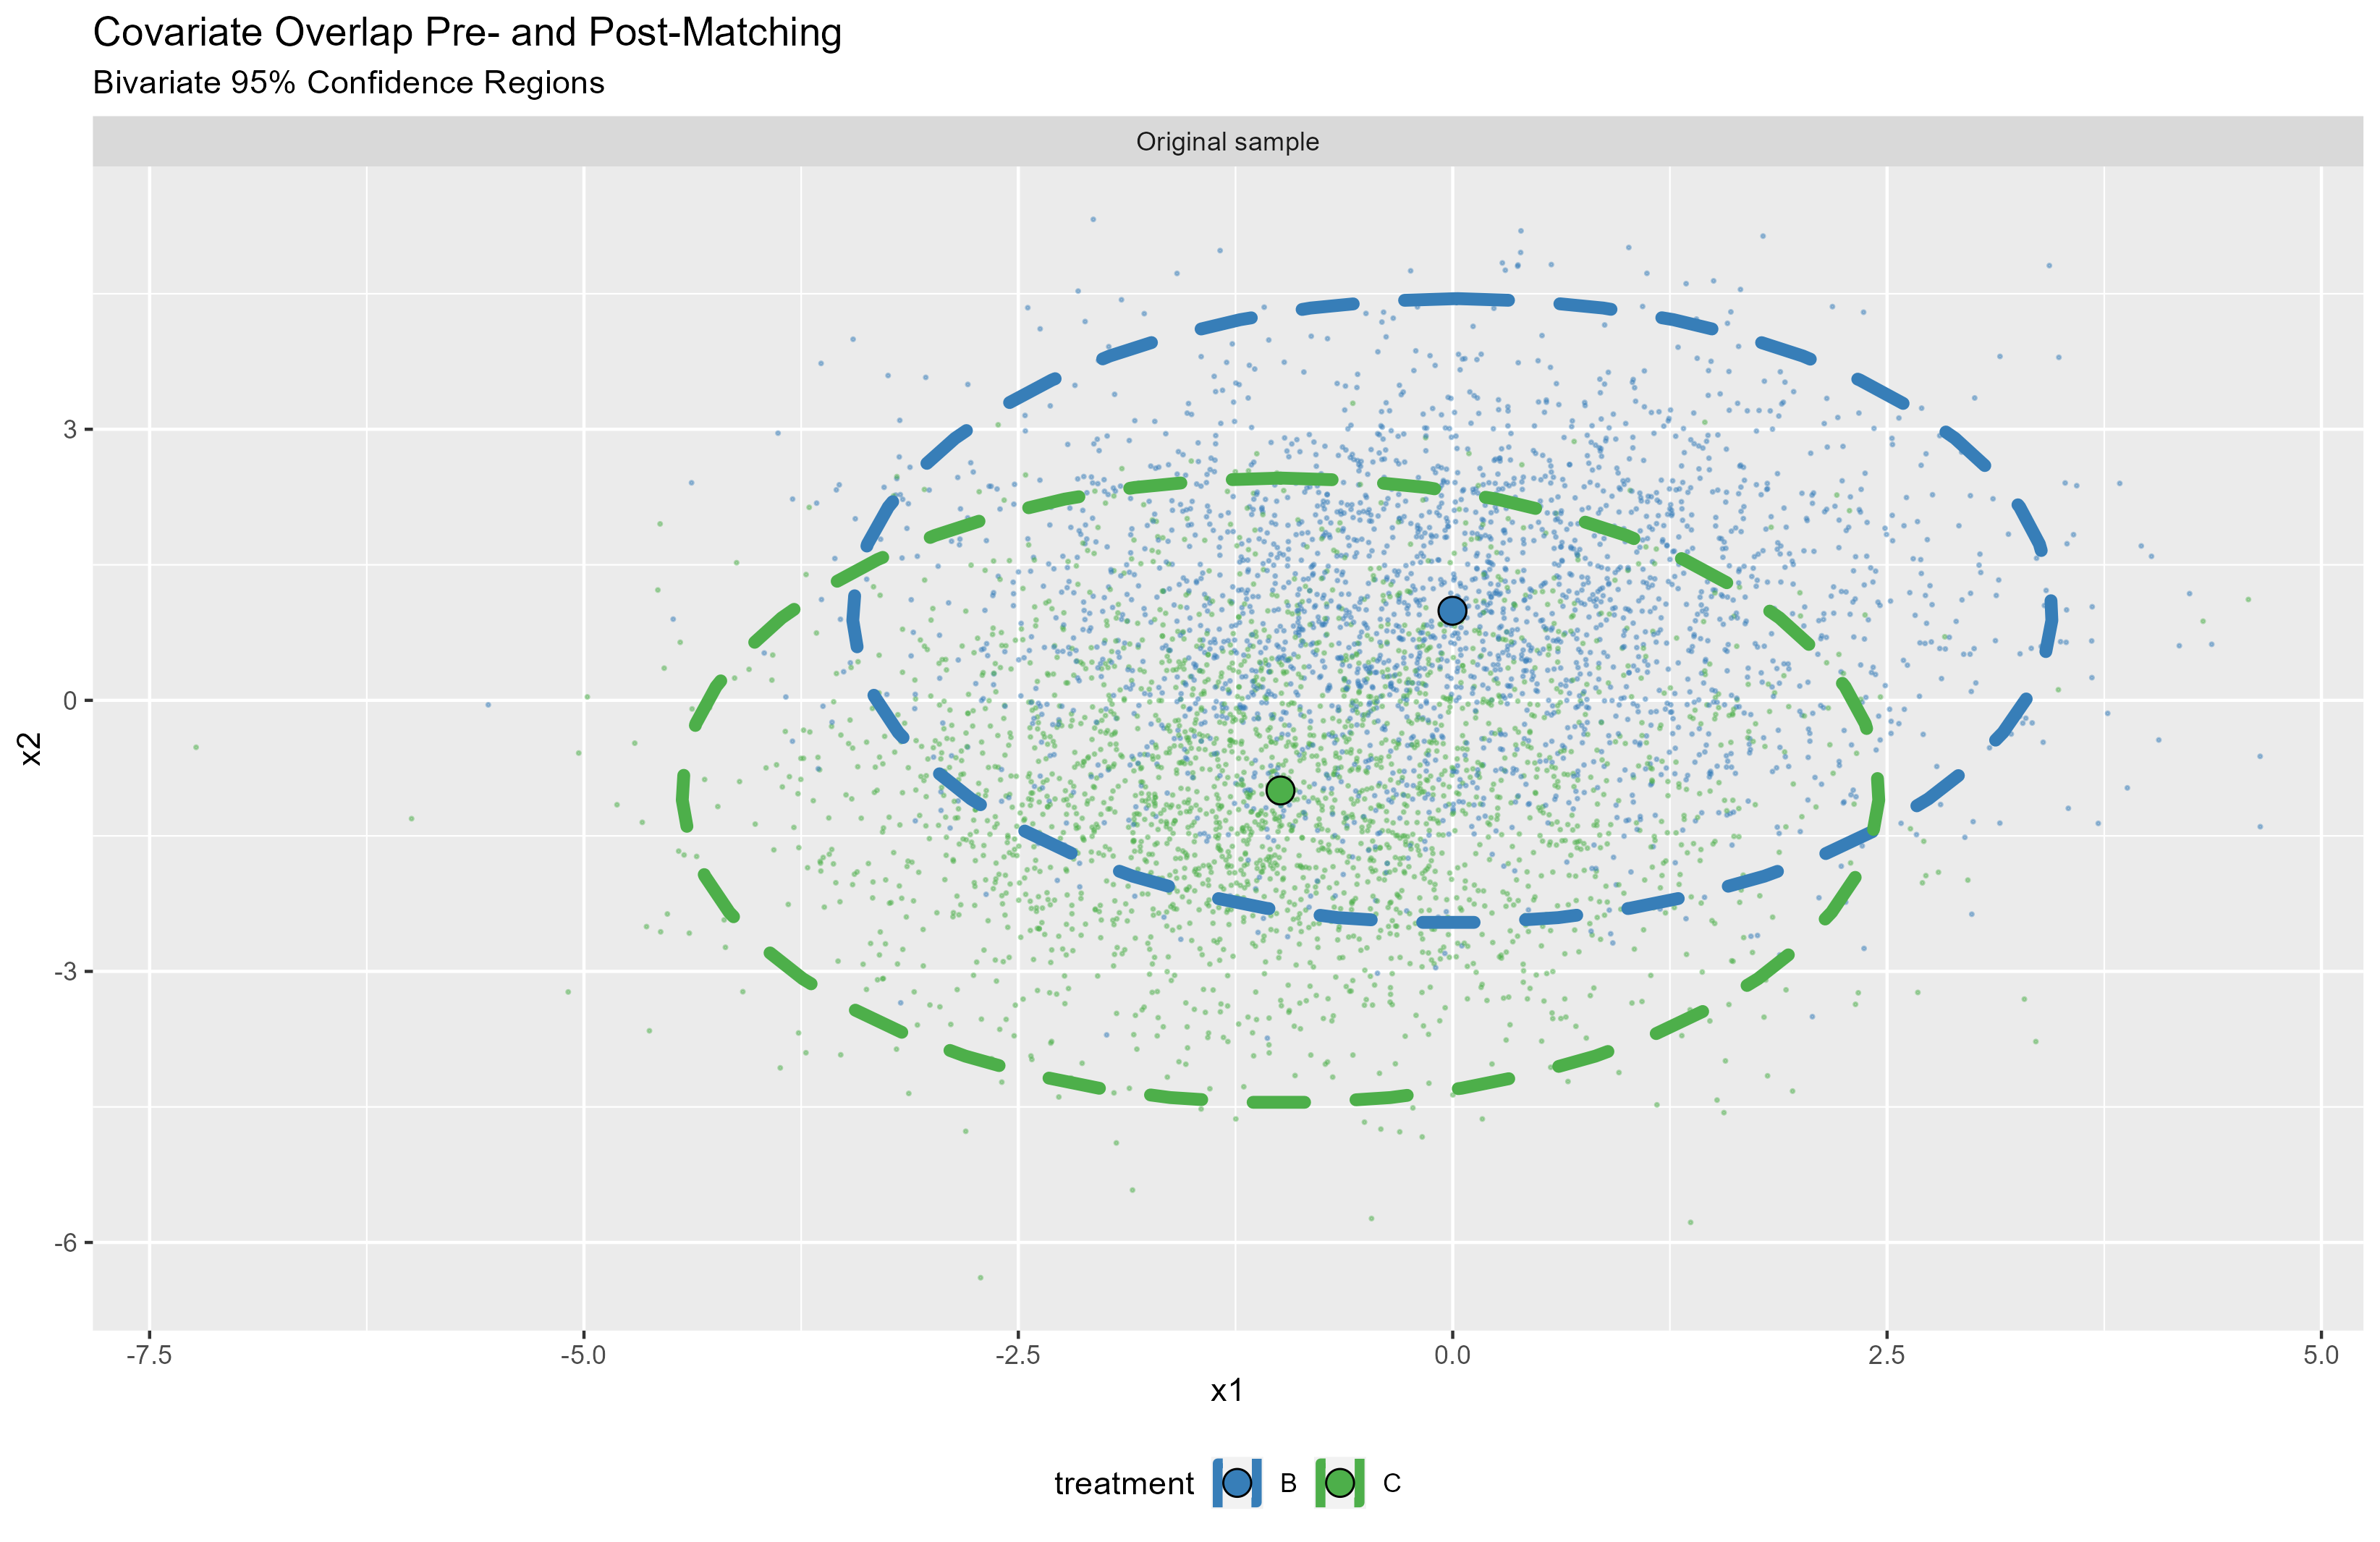 Covariate Overlap Pre- and Post-Matching
Bivariate 95% Confidence Regions
Original sample
x2
3
0
-3
-6
-7.5 -5.0 -2.5 0.0 2.5 5.0
x1
treatment B C